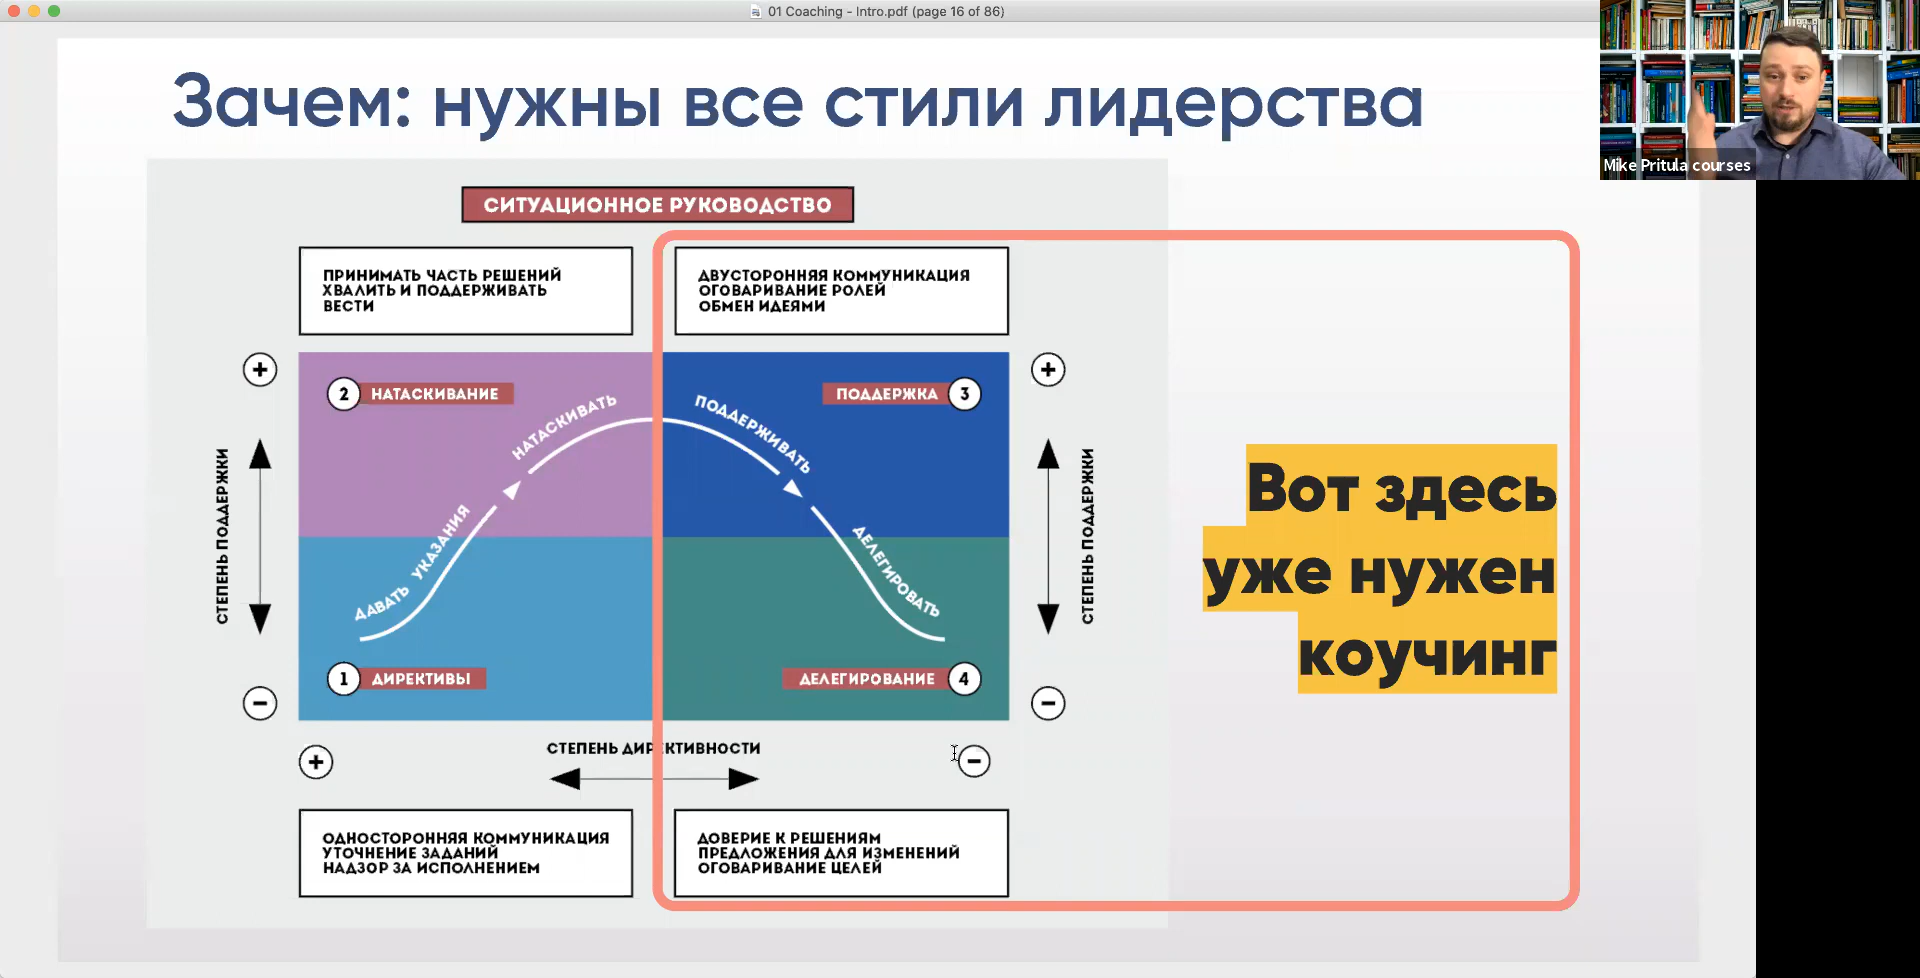 01 Coaching - Intro.pdf (page 16 of 86)
Mike Pritula courses
Зачем: нужны все стили лидерства
СИТУАЦИОННОЕ РУКОВОДСТВО
ПРИНИМАТЬ ЧАСТЬ РЕШЕНИЙ
ХВАЛИТЬ И ПОДДЕРЖИВАТЬ
ВЕСТИ
ДВУСТОРОННЯЯ КОММУНИКАЦИЯ
ОГОВАРИВАНИЕ РОЛЕЙ
ОБМЕН ИДЕЯМИ
+
+
2 НАТАСКИВАНИЕ
ПОДДЕРЖКА 3
НАТАСКИВАТЬ
ПОДДЕРЖИВАТЬ
СТЕПЕНЬ ПОДДЕРЖКИ
ДАВАТЬ УКАЗАНИЯ
ДЕЛЕГИРОВАТЬ
СТЕПЕНЬ ПОДДЕРЖКИ
1 ДИРЕКТИВЫ
ДЕЛЕГИРОВАНИЕ 4
−
−
СТЕПЕНЬ ДИРЕКТИВНОСТИ
+
−
ОДНОСТОРОННЯЯ КОММУНИКАЦИЯ
УТОЧНЕНИЕ ЗАДАНИЙ
НАДЗОР ЗА ИСПОЛНЕНИЕМ
ДОВЕРИЕ К РЕШЕНИЯМ
ПРЕДЛОЖЕНИЯ ДЛЯ ИЗМЕНЕНИЙ
ОГОВАРИВАНИЕ ЦЕЛЕЙ
Вот здесь
уже нужен
коучинг